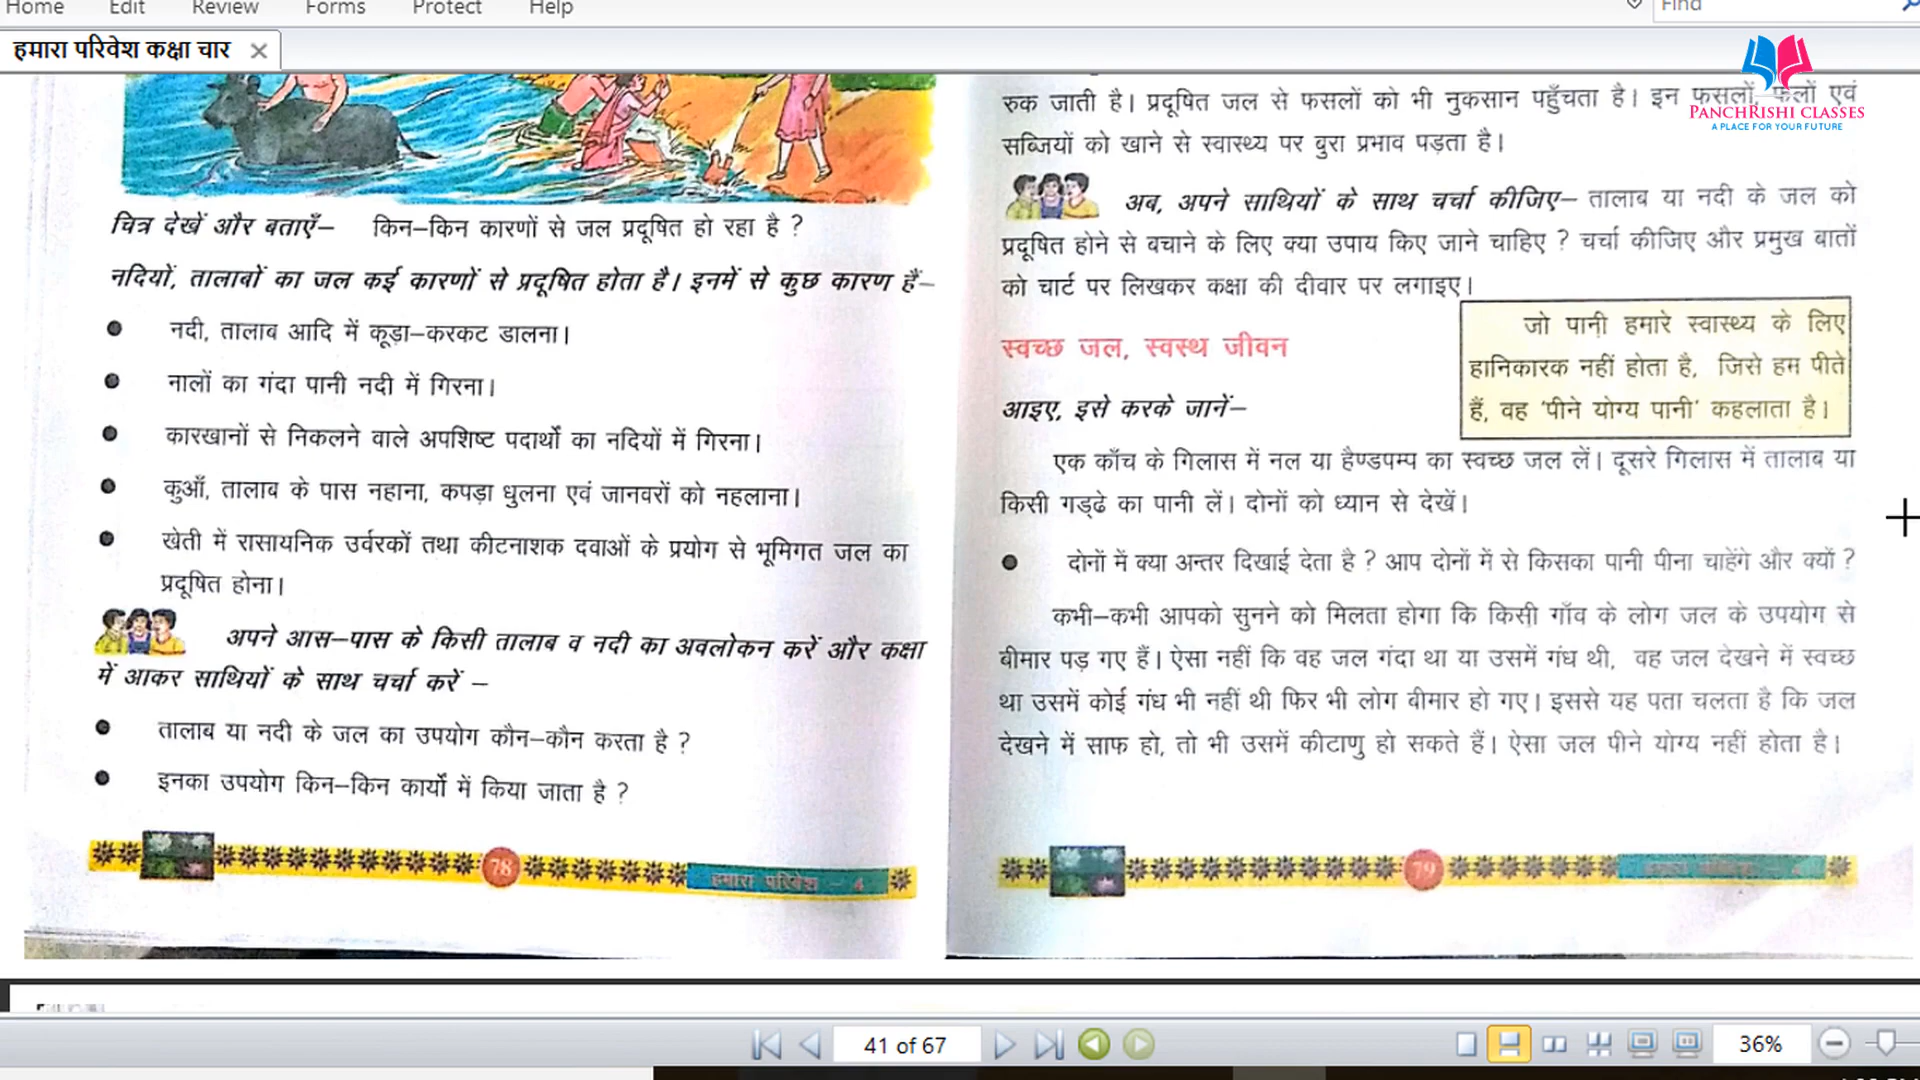 Home Edit Review Forms Protect Help
Find
हमारा परिवेश कक्षा चार
PANCHRISHI CLASSES
A PLACE FOR YOUR FUTURE
चित्र देखें और बताएँ– किन–किन कारणों से जल प्रदूषित हो रहा है ?
नदियों, तालाबों का जल कई कारणों से प्रदूषित होता है। इनमें से कुछ कारण हैं–
● नदी, तालाब आदि में कूड़ा–करकट डालना।
● नालों का गंदा पानी नदी में गिरना।
● कारखानों से निकलने वाले अपशिष्ट पदार्थों का नदियों में गिरना।
● कुआँ, तालाब के पास नहाना, कपड़ा धुलना एवं जानवरों को नहलाना।
● खेती में रासायनिक उर्वरकों तथा कीटनाशक दवाओं के प्रयोग से भूमिगत जल का
प्रदूषित होना।
अपने आस–पास के किसी तालाब व नदी का अवलोकन करें और कक्षा
में आकर साथियों के साथ चर्चा करें –
● तालाब या नदी के जल का उपयोग कौन–कौन करता है ?
● इनका उपयोग किन–किन कार्यों में किया जाता है ?
78
हमारा परिवेश – 4
रुक जाती है। प्रदूषित जल से फसलों को भी नुकसान पहुँचता है। इन फसलों, फलों एवं
सब्जियों को खाने से स्वास्थ्य पर बुरा प्रभाव पड़ता है।
अब, अपने साथियों के साथ चर्चा कीजिए– तालाब या नदी के जल को
प्रदूषित होने से बचाने के लिए क्या उपाय किए जाने चाहिए ? चर्चा कीजिए और प्रमुख बातों
को चार्ट पर लिखकर कक्षा की दीवार पर लगाइए।
स्वच्छ जल, स्वस्थ जीवन
जो पानी हमारे स्वास्थ्य के लिए
हानिकारक नहीं होता है, जिसे हम पीते
हैं, वह 'पीने योग्य पानी' कहलाता है।
आइए, इसे करके जानें–
एक काँच के गिलास में नल या हैण्डपम्प का स्वच्छ जल लें। दूसरे गिलास में तालाब या
किसी गड्ढे का पानी लें। दोनों को ध्यान से देखें।
● दोनों में क्या अन्तर दिखाई देता है ? आप दोनों में से किसका पानी पीना चाहेंगे और क्यों ?
कभी–कभी आपको सुनने को मिलता होगा कि किसी गाँव के लोग जल के उपयोग से
बीमार पड़ गए हैं। ऐसा नहीं कि वह जल गंदा था या उसमें गंध थी, वह जल देखने में स्वच्छ
था उसमें कोई गंध भी नहीं थी फिर भी लोग बीमार हो गए। इससे यह पता चलता है कि जल
देखने में साफ हो, तो भी उसमें कीटाणु हो सकते हैं। ऐसा जल पीने योग्य नहीं होता है।
79
41 of 67
36%